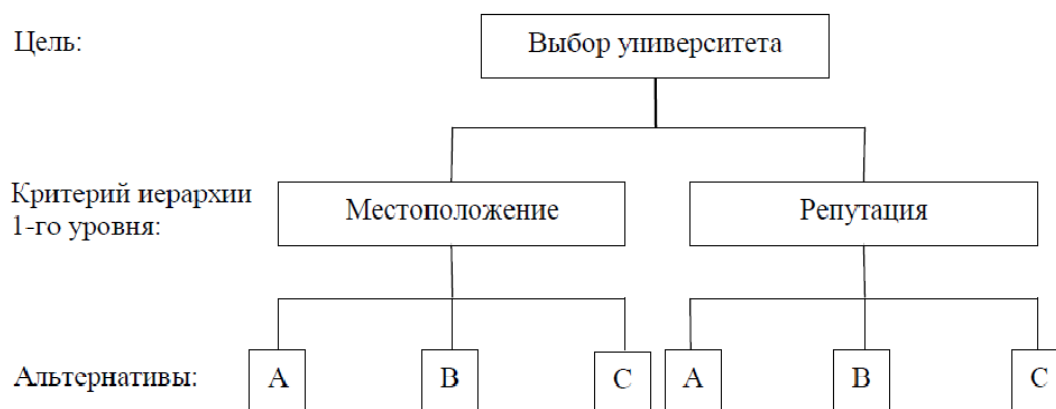 Цель:
Выбор университета
Критерий иерархии
1-го уровня:
Местоположение
Репутация
Альтернативы:
А
В
С
А
В
С